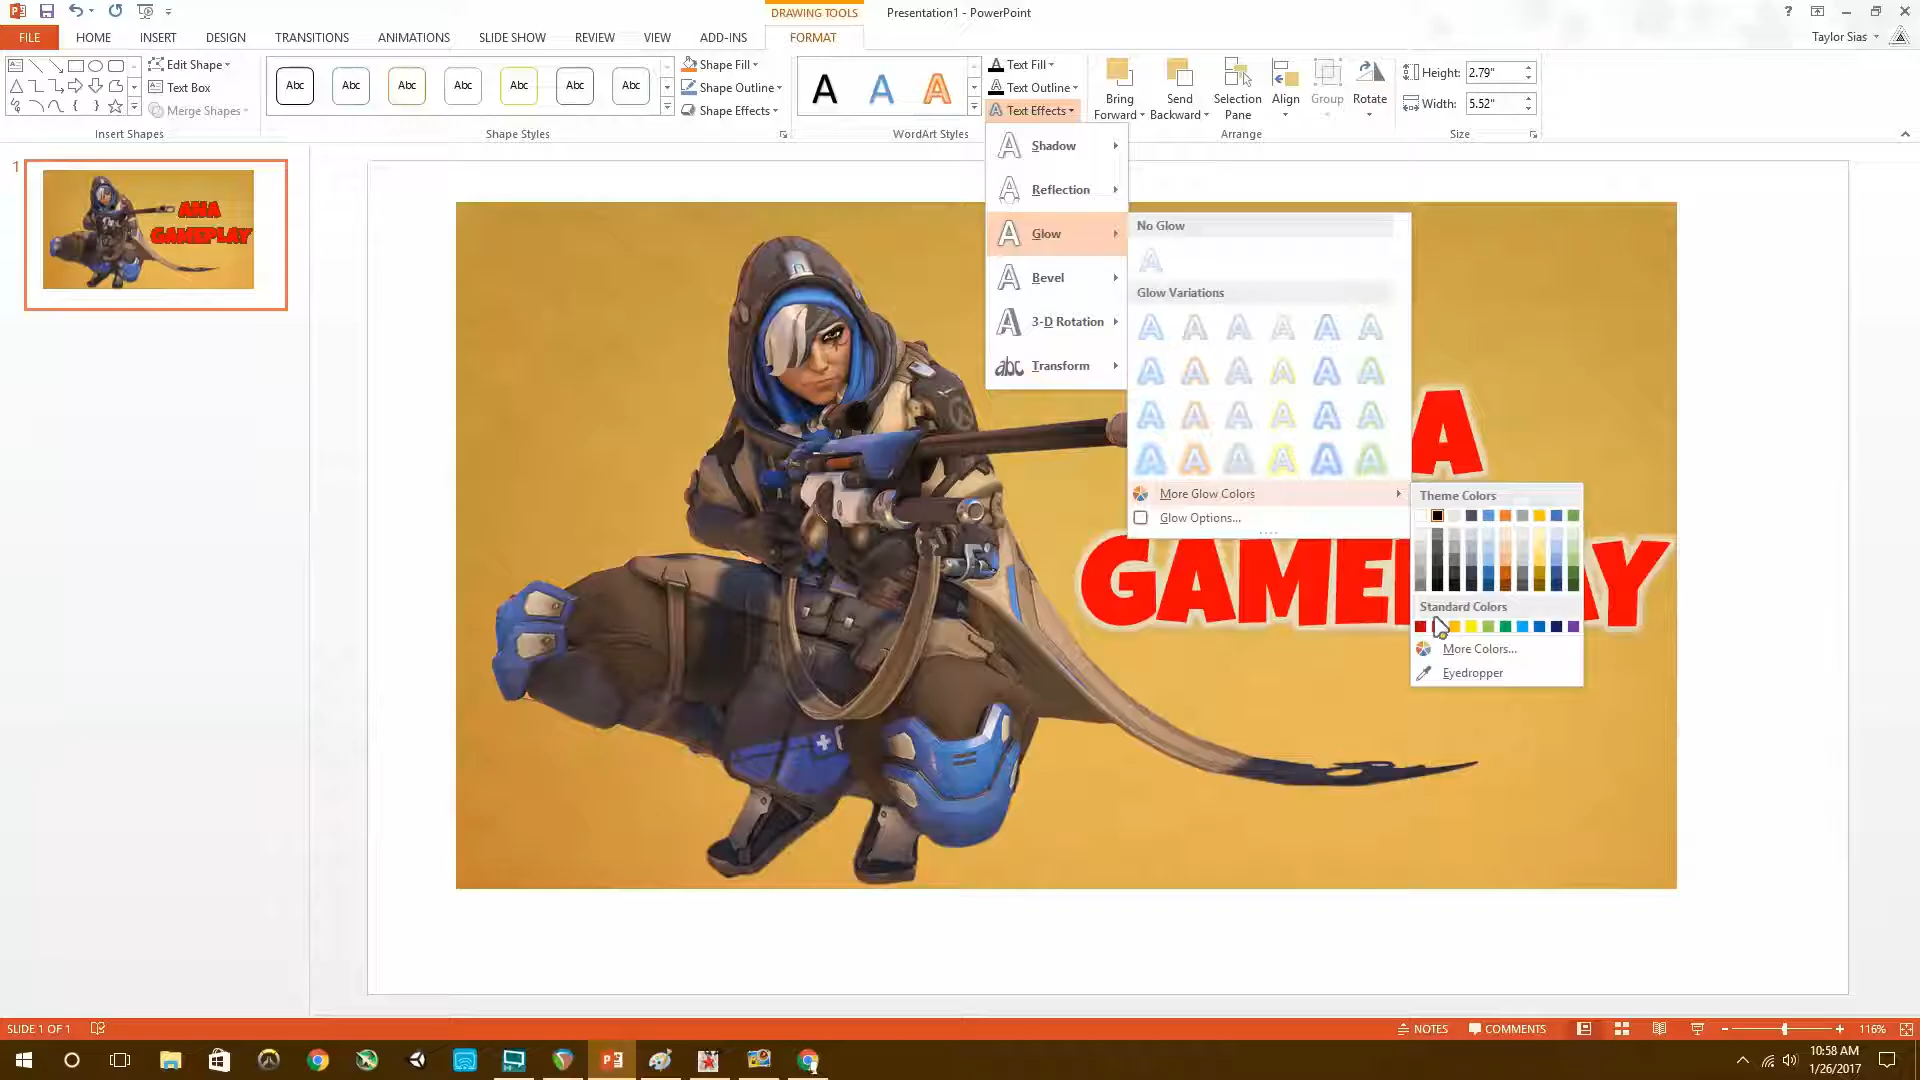 DRAWING TOOLS
Presentation1 - PowerPoint
?
FILE
HOME
INSERT
DESIGN
TRANSITIONS
ANIMATIONS
SLIDE SHOW
REVIEW
VIEW
ADD-INS
FORMAT
Taylor Sias
Edit Shape
Text Box
Merge Shapes
Insert Shapes
Abc
Abc
Abc
Abc
Abc
Abc
Abc
Shape Fill
Shape Outline
Shape Effects
Shape Styles
A
A
A
Text Fill
Text Outline
Text Effects
WordArt Styles
Bring
Forward
Send
Backward
Selection
Pane
Align
Group
Rotate
Arrange
Height:
2.79"
Width:
5.52"
Size
1
ANA
GAMEPLAY
Shadow
Reflection
Glow
Bevel
3-D Rotation
abc
Transform
No Glow
Glow Variations
More Glow Colors
Glow Options...
Theme Colors
Standard Colors
More Colors...
Eyedropper
A
GAMEPLAY
SLIDE 1 OF 1
NOTES
COMMENTS
116%
10:58 AM
1/26/2017